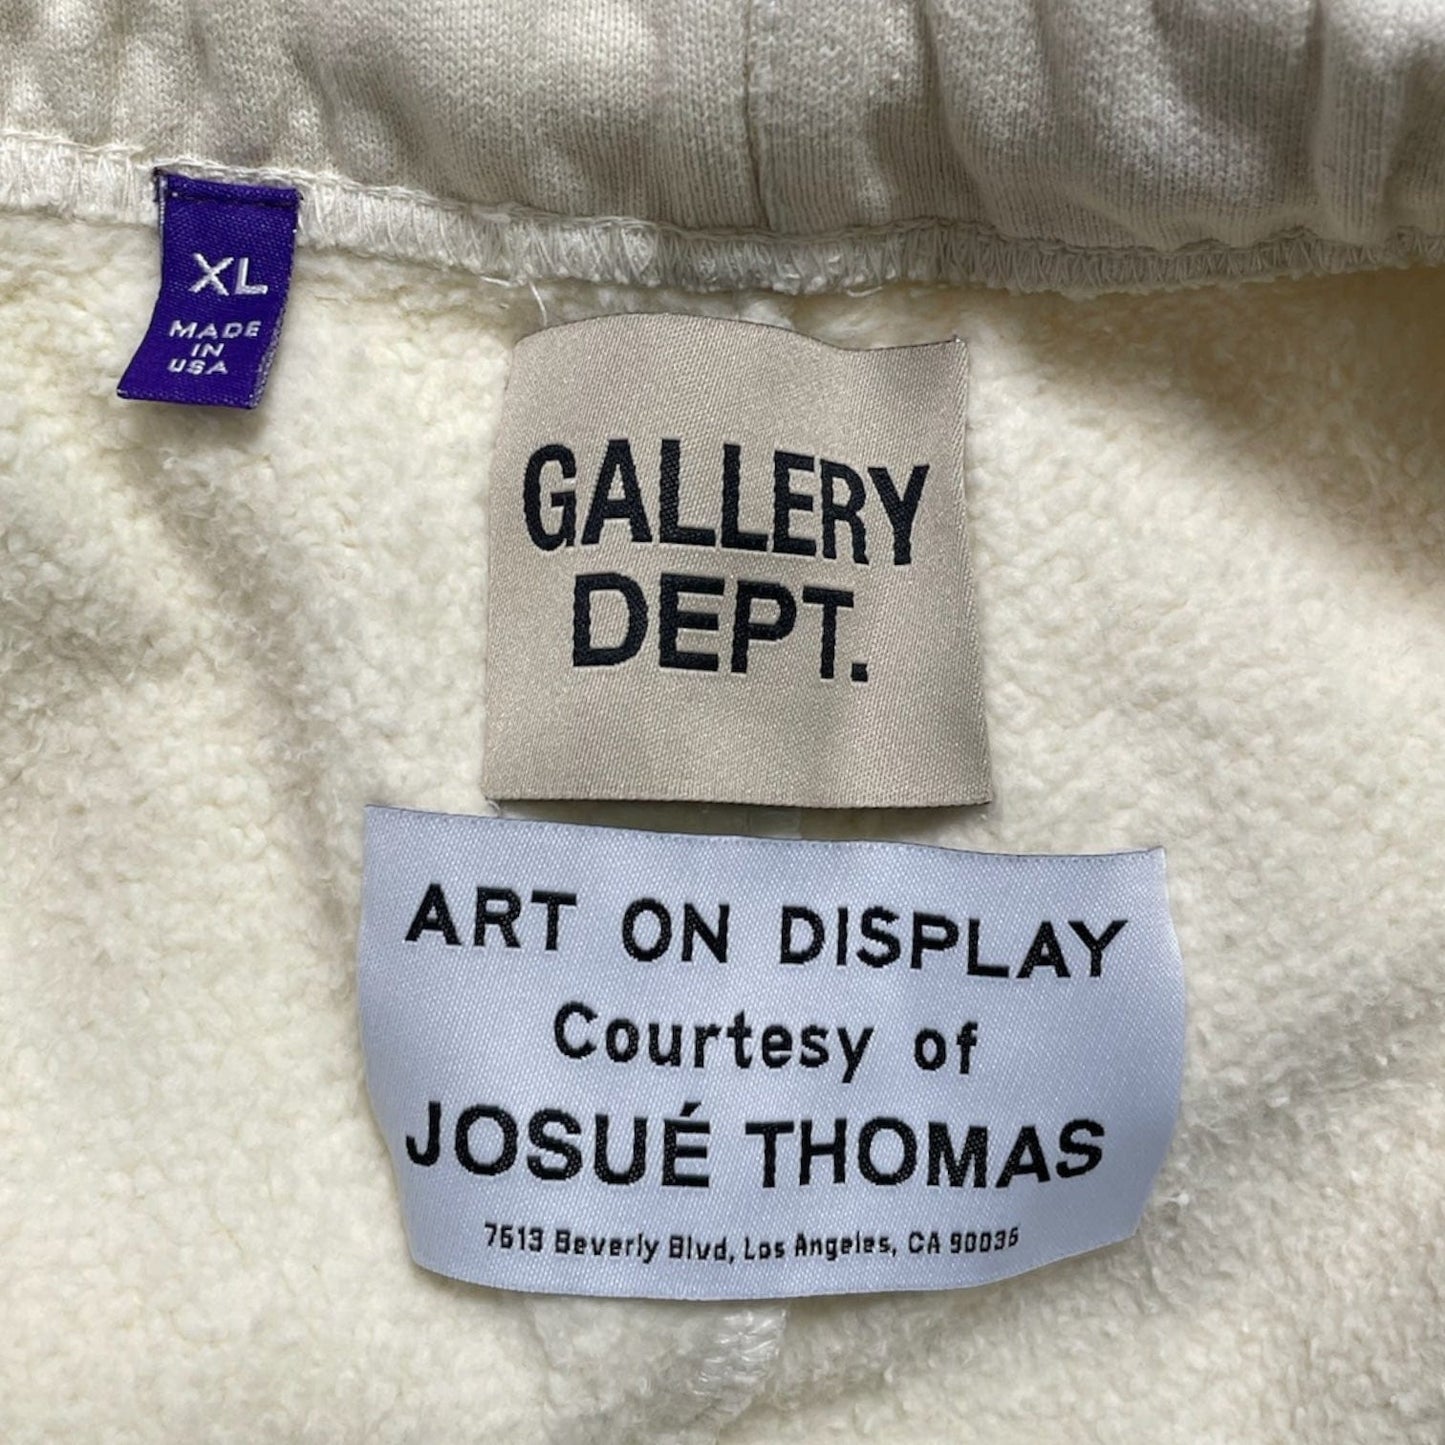 XL
MADE
IN
USA
GALLERY
DEPT.
ART ON DISPLAY
Courtesy of
JOSUÉ THOMAS
7613 Beverly Blvd, Los Angeles, CA 90036